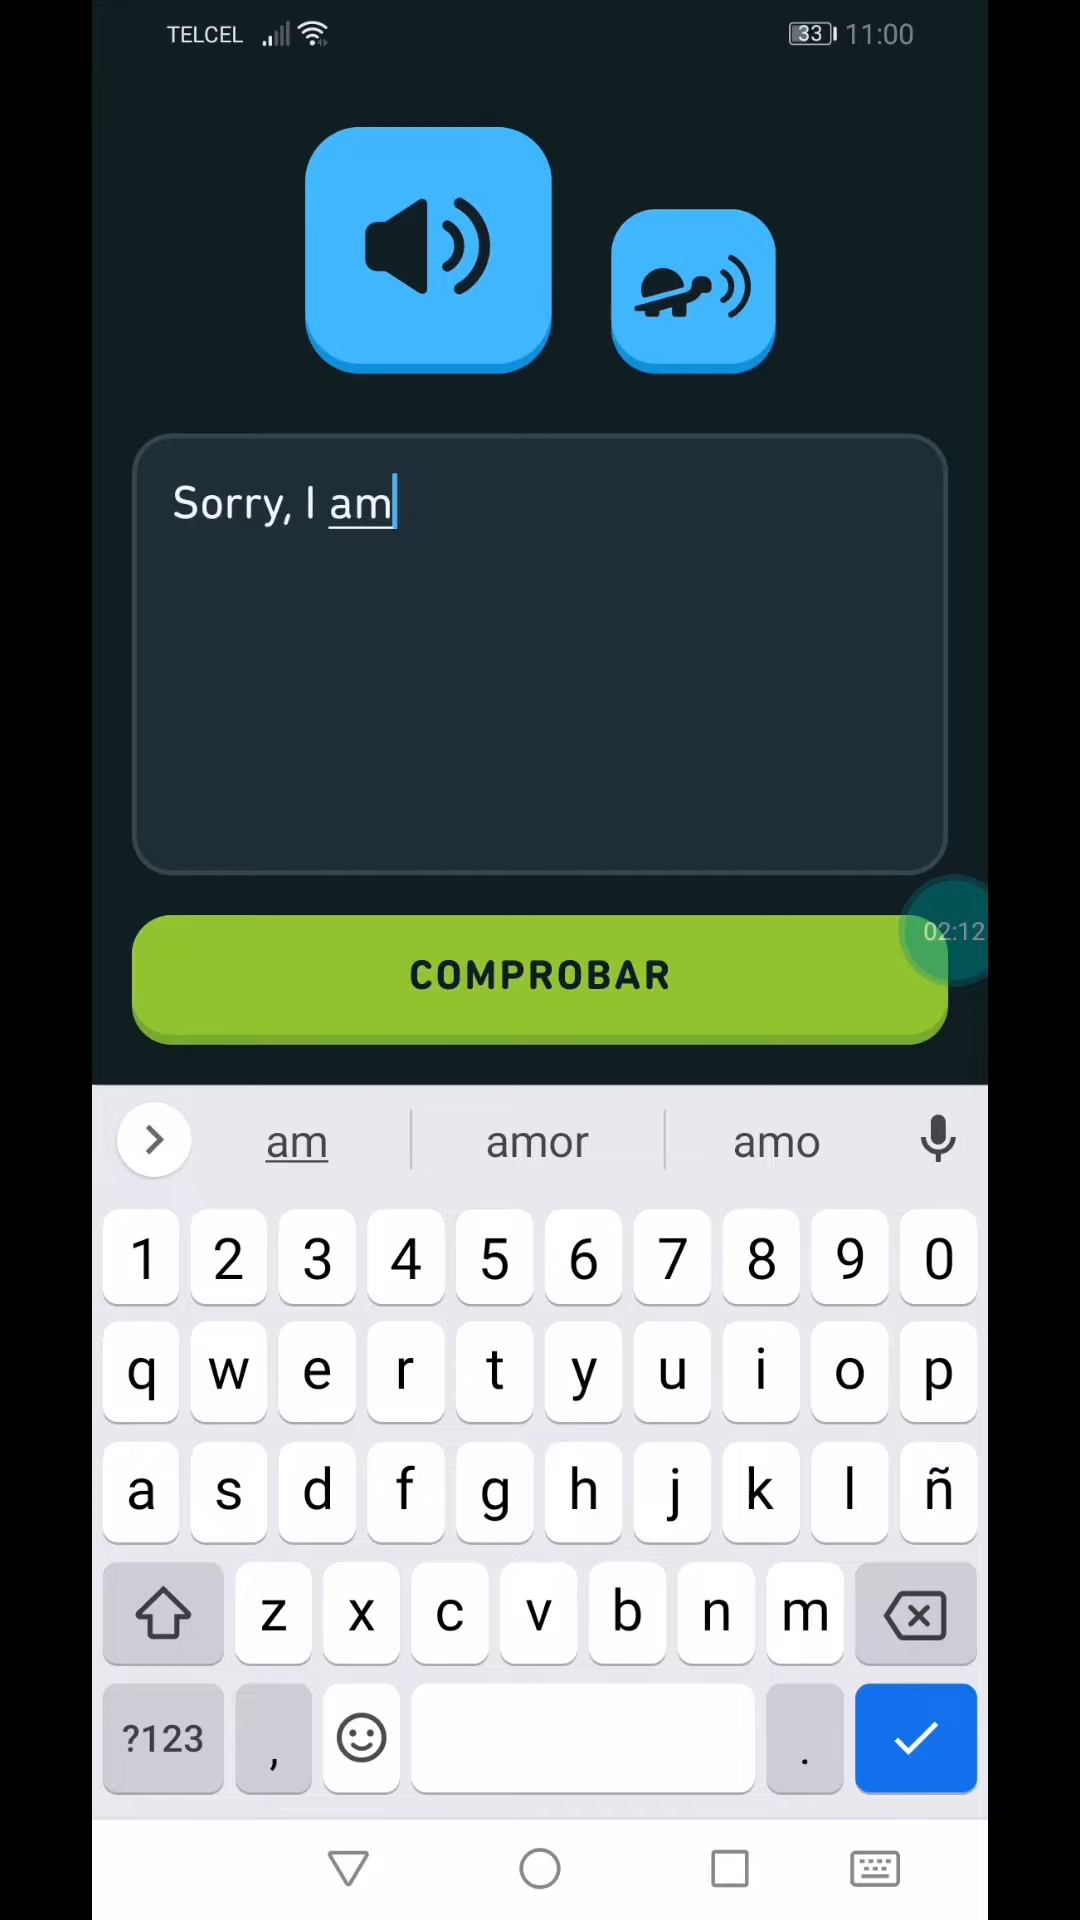 TELCEL 33 11:00
Sorry, I am
02:12
COMPROBAR
am amor amo
1 2 3 4 5 6 7 8 9 0
q w e r t y u i o p
a s d f g h j k l ñ
z x c v b n m
?123 , .